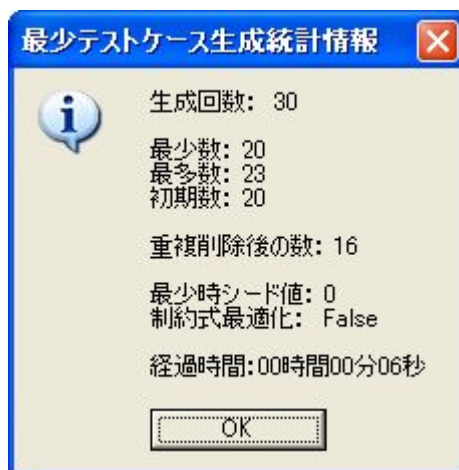 最少テストケース生成統計情報
生成回数: 30
最少数: 20
最多数: 23
初期数: 20
重複削除後の数: 16
最少時シード値: 0
制約式最適化: False
経過時間:00時間00分06秒
OK